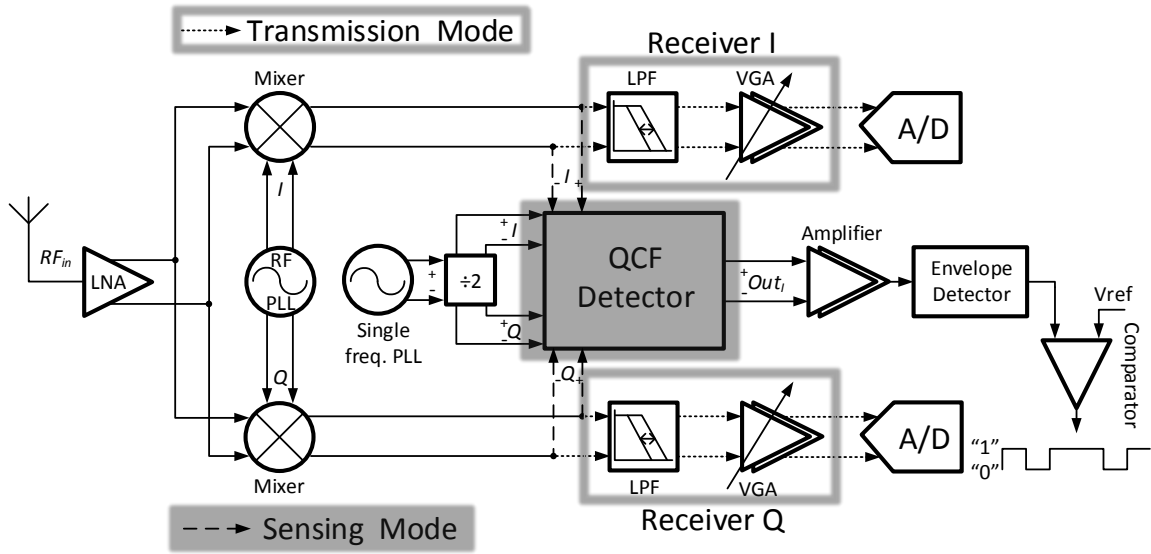 Transmission Mode
Receiver I
Mixer
LPF
VGA
A/D
I
- I +
RFin
LNA
RF
PLL
Single
freq. PLL
+
-
÷2
+
- I
+
-Q
QCF
Detector
+
-OutI
Amplifier
Envelope
Detector
Vref
Comparator
Q
-Q+
Mixer
LPF
VGA
A/D
"1"
"0"
Receiver Q
Sensing Mode